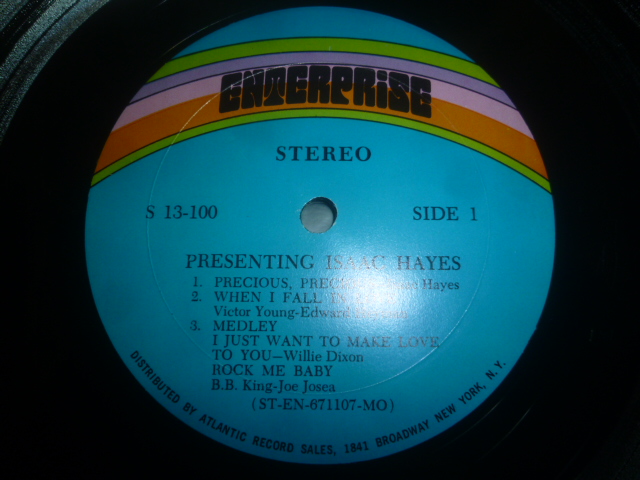 ENTERPRISE
STEREO
S 13-100
SIDE 1
PRESENTING ISAAC HAYES
1. PRECIOUS, Hayes
2. WHEN I FALL
Victor Young-Edward
3. MEDLEY
I JUST WANT TO MAKE LOVE
TO YOU—Willie Dixon
ROCK ME BABY
B.B. King-Joe Josea
(ST-EN-671107-MO)
DISTRIBUTED BY ATLANTIC RECORD SALES, 1841 BROADWAY NEW YORK, N.Y.